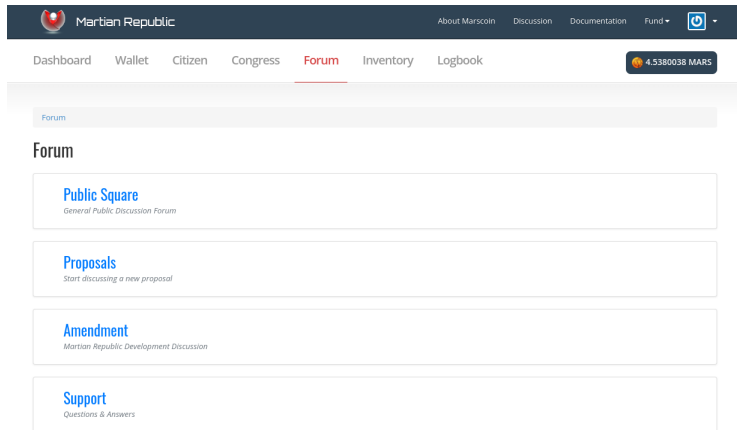 Martian Republic
About Marscoin Discussion Documentation Fund
Dashboard Wallet Citizen Congress Forum Inventory Logbook
4.5380038 MARS
Forum
Forum
Public Square
General Public Discussion Forum
Proposals
Start discussing a new proposal
Amendment
Martian Republic Development Discussion
Support
Questions & Answers